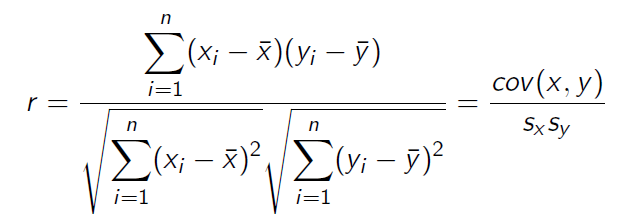 r = \frac{\sum_{i=1}^{n}(x_i - \bar{x})(y_i - \bar{y})}{\sqrt{\sum_{i=1}^{n}(x_i - \bar{x})^2}\sqrt{\sum_{i=1}^{n}(y_i - \bar{y})^2}} = \frac{cov(x, y)}{s_x s_y}